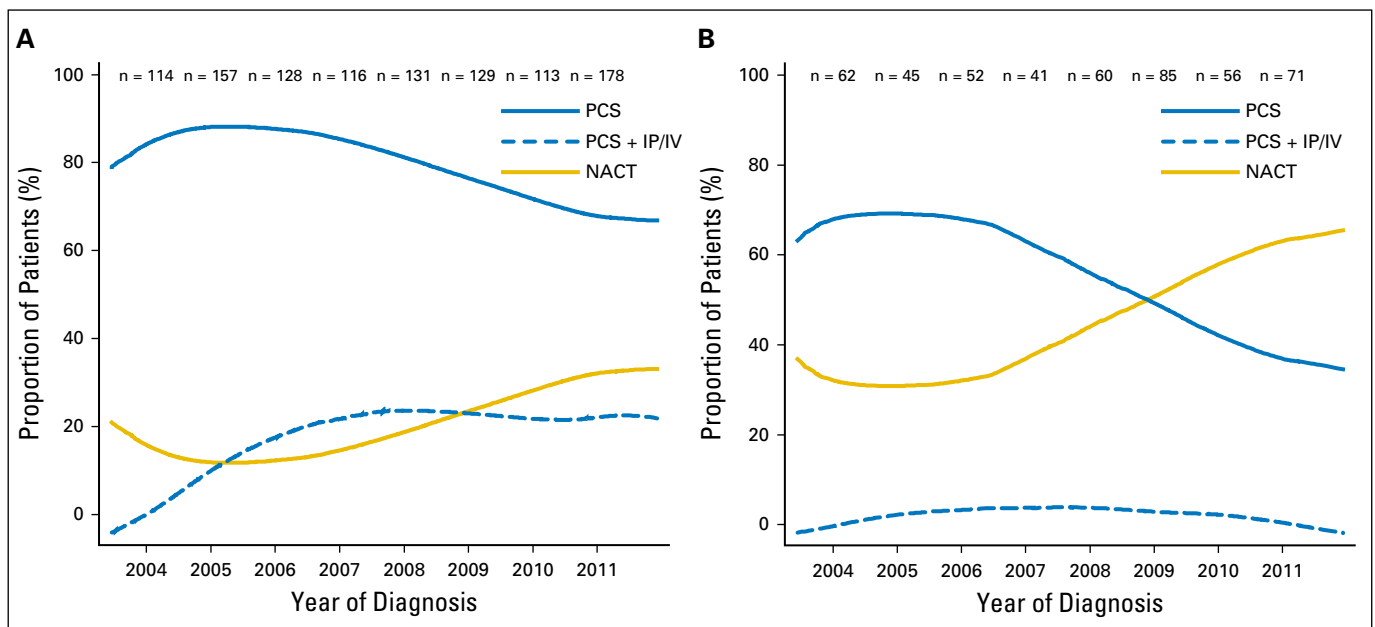 A
n = 114 n = 157 n = 128 n = 116 n = 131 n = 129 n = 113 n = 178
PCS
PCS + IP/IV
NACT
Proportion of Patients (%)
100
80
60
40
20
0
2004 2005 2006 2007 2008 2009 2010 2011
Year of Diagnosis
B
n = 62 n = 45 n = 52 n = 41 n = 60 n = 85 n = 56 n = 71
PCS
PCS + IP/IV
NACT
Proportion of Patients (%)
100
80
60
40
20
0
2004 2005 2006 2007 2008 2009 2010 2011
Year of Diagnosis